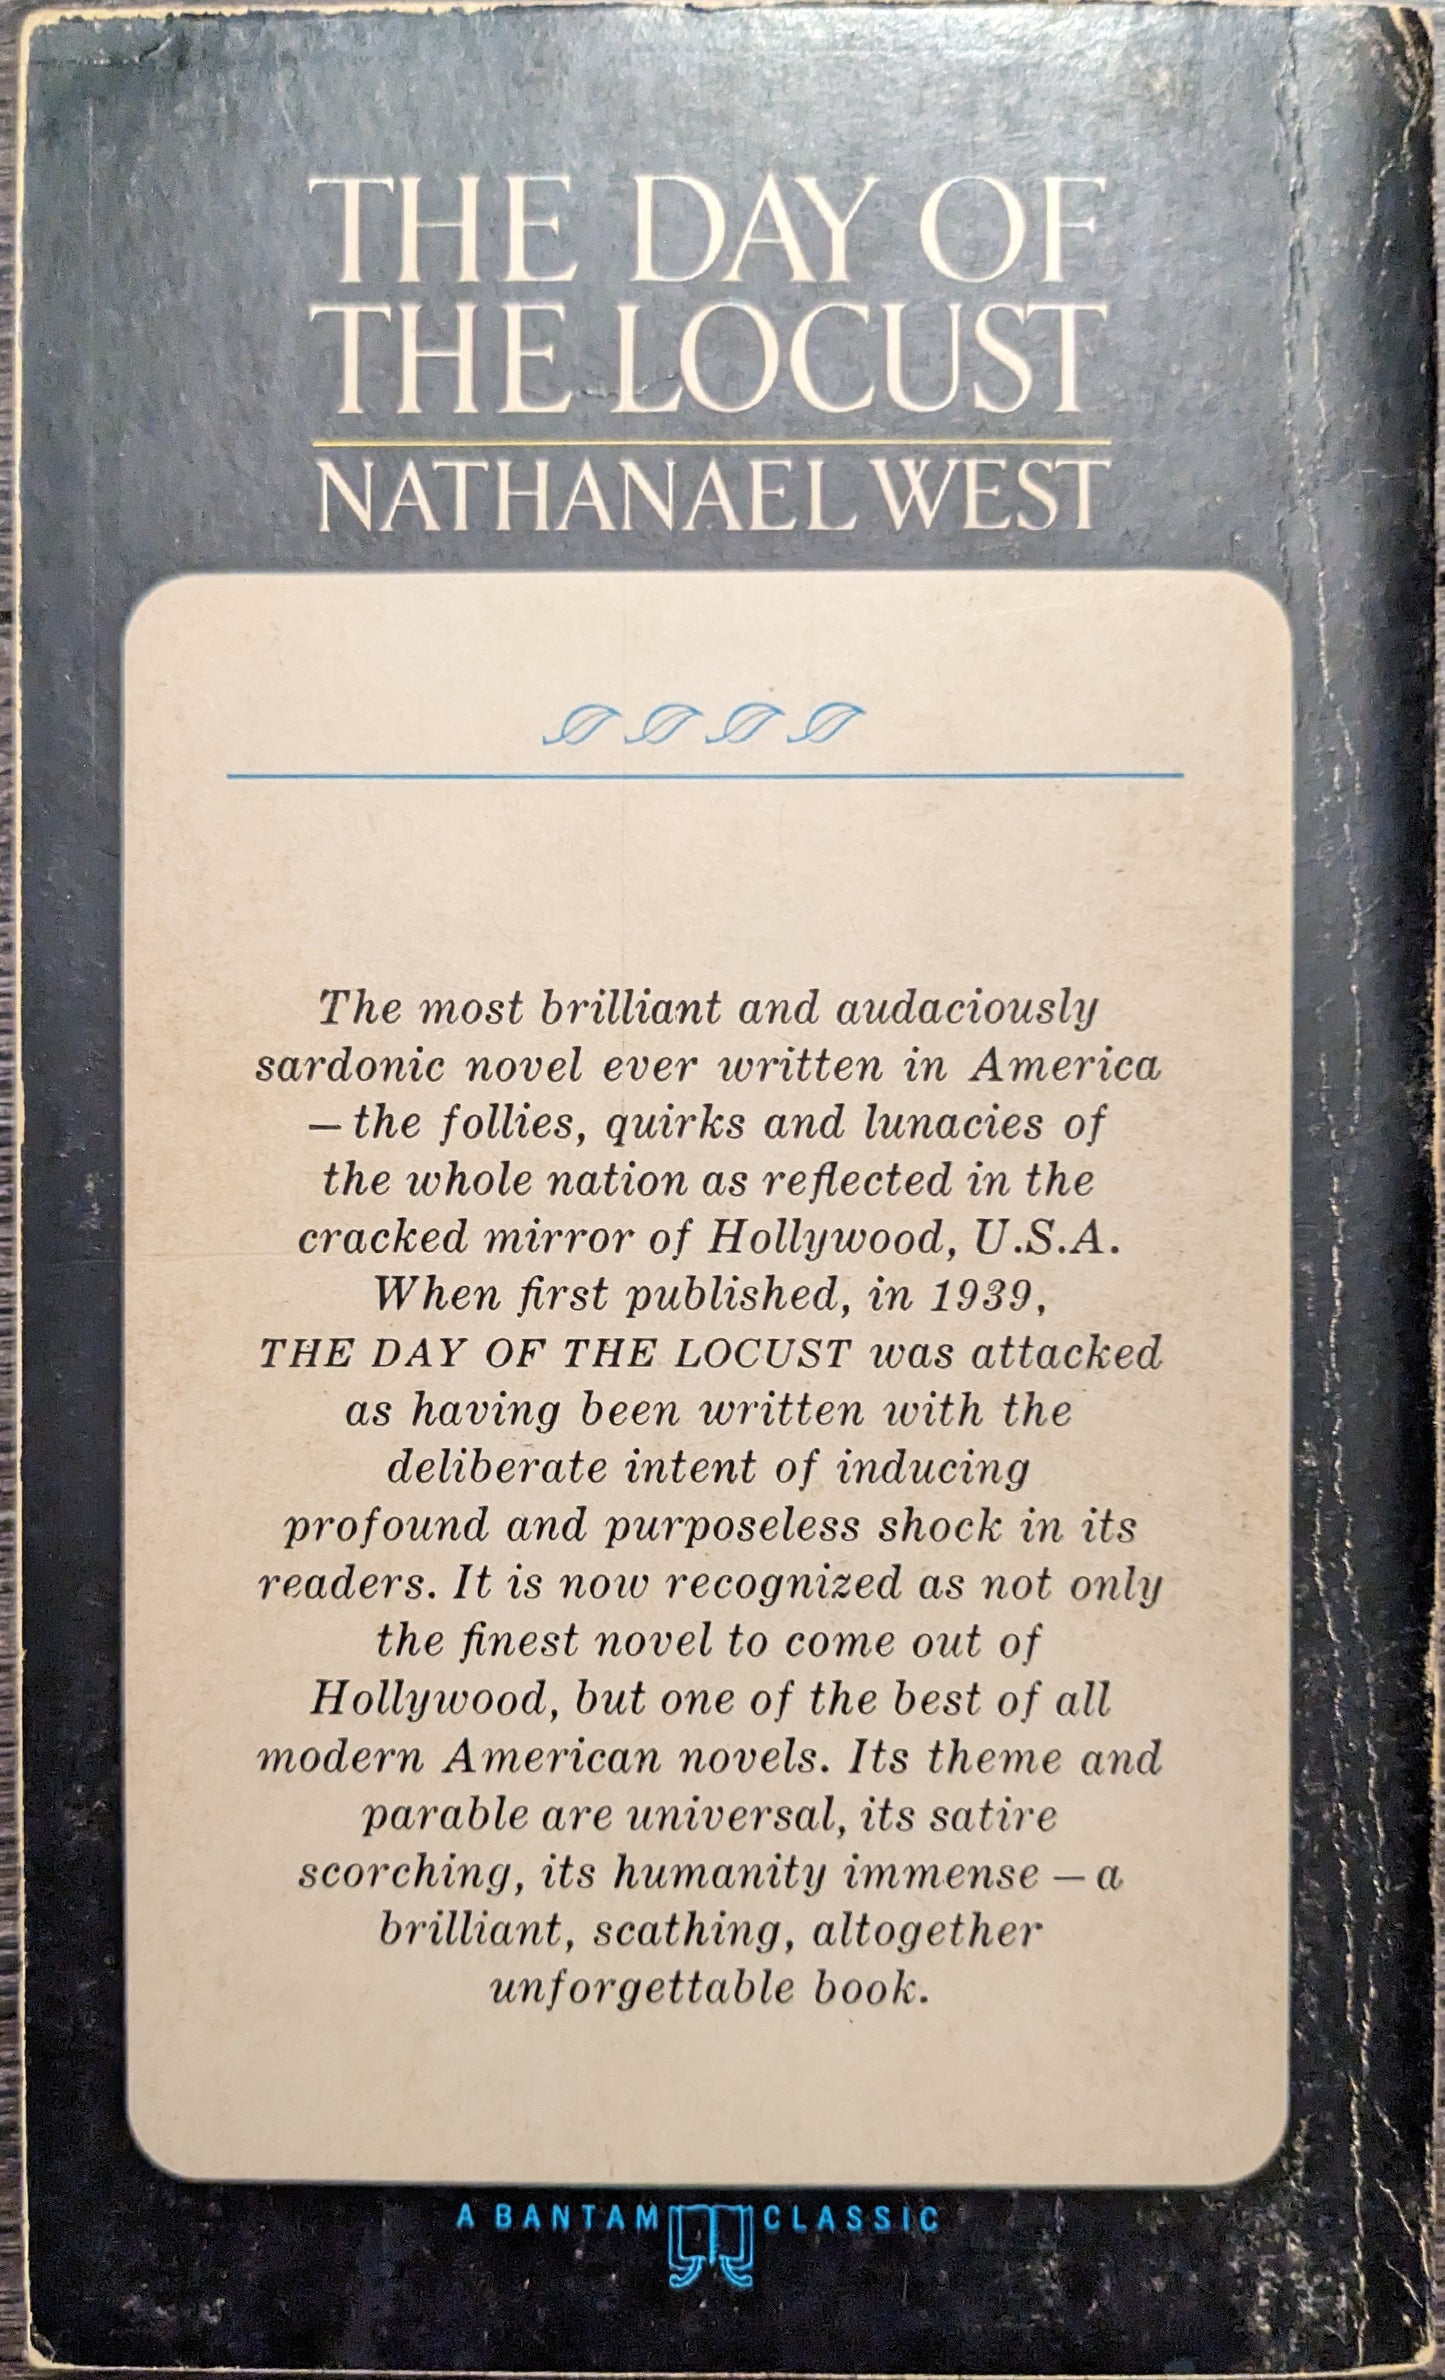 THE DAY OF
THE LOCUST
NATHANAEL WEST
The most brilliant and audaciously
sardonic novel ever written in America
—the follies, quirks and lunacies of
the whole nation as reflected in the
cracked mirror of Hollywood, U.S.A.
When first published, in 1939,
THE DAY OF THE LOCUST was attacked
as having been written with the
deliberate intent of inducing
profound and purposeless shock in its
readers. It is now recognized as not only
the finest novel to come out of
Hollywood, but one of the best of all
modern American novels. Its theme and
parable are universal, its satire
scorching, its humanity immense — a
brilliant, scathing, altogether
unforgettable book.
A BANTAM CLASSIC